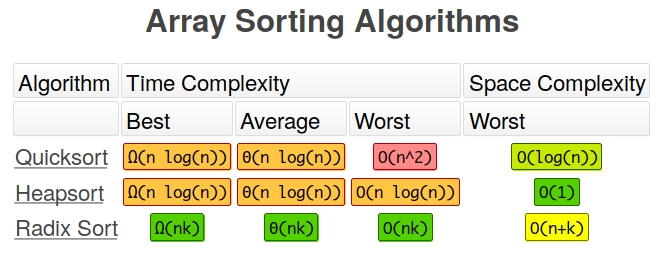 Array Sorting Algorithms
Algorithm Time Complexity Space Complexity
Best Average Worst Worst
Quicksort Ω(n log(n)) θ(n log(n)) O(n^2) O(log(n))
Heapsort Ω(n log(n)) θ(n log(n)) O(n log(n)) O(1)
Radix Sort Ω(nk) θ(nk) O(nk) O(n+k)